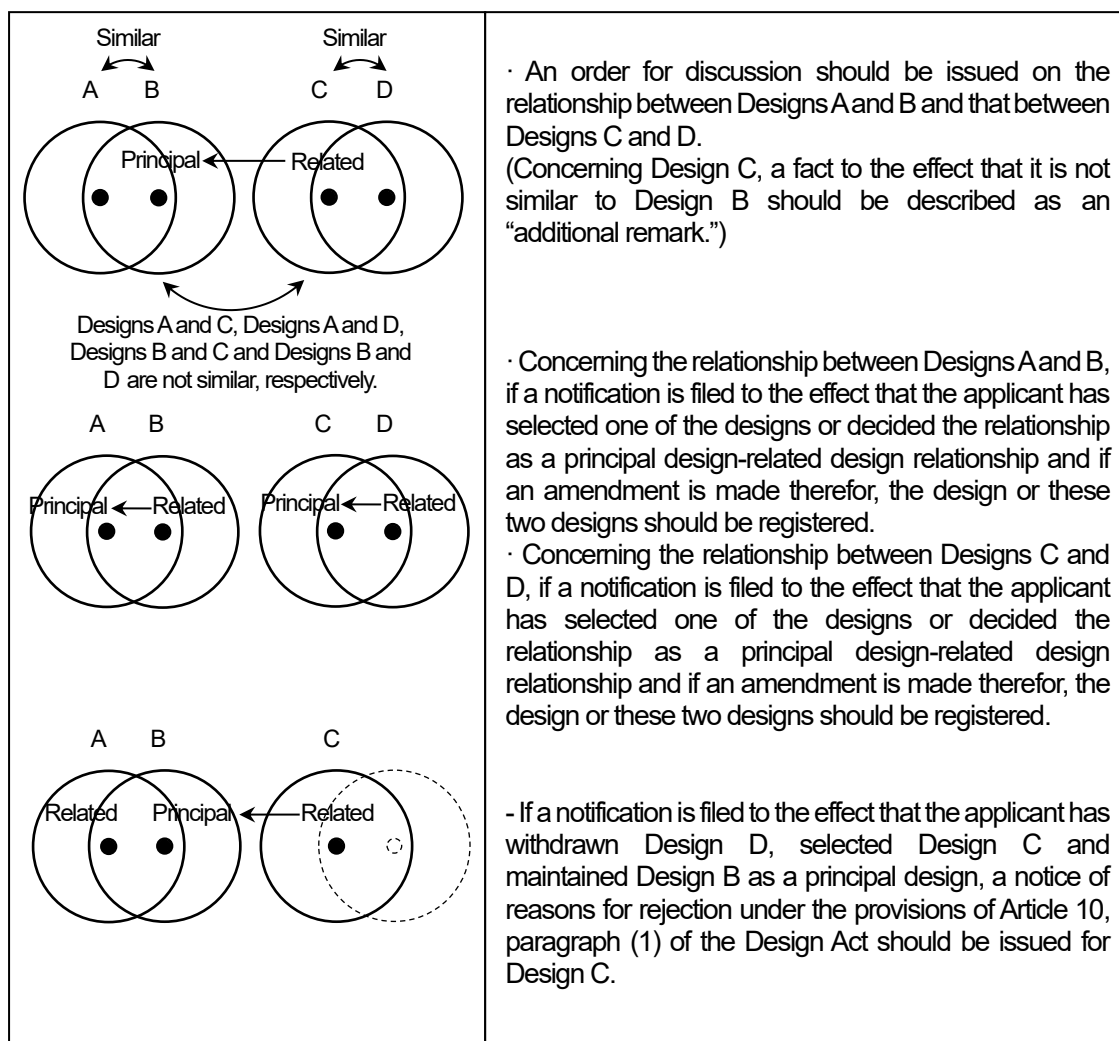 Similar
Similar
A
B
C
D
Principal
Related
Designs A and C, Designs A and D,
Designs B and C and Designs B and
D are not similar, respectively.
· An order for discussion should be issued on the
relationship between Designs A and B and that between
Designs C and D.
(Concerning Design C, a fact to the effect that it is not
similar to Design B should be described as an
“additional remark.”)
A
B
C
D
Principal
Related
Principal
Related
· Concerning the relationship between Designs A and B,
if a notification is filed to the effect that the applicant has
selected one of the designs or decided the relationship
as a principal design-related design relationship and if
an amendment is made therefor, the design or these
two designs should be registered.
· Concerning the relationship between Designs C and
D, if a notification is filed to the effect that the applicant
has selected one of the designs or decided the
relationship as a principal design-related design
relationship and if an amendment is made therefor, the
design or these two designs should be registered.
A
B
C
Related
Principal
Related
- If a notification is filed to the effect that the applicant has
withdrawn Design D, selected Design C and
maintained Design B as a principal design, a notice of
reasons for rejection under the provisions of Article 10,
paragraph (1) of the Design Act should be issued for
Design C.